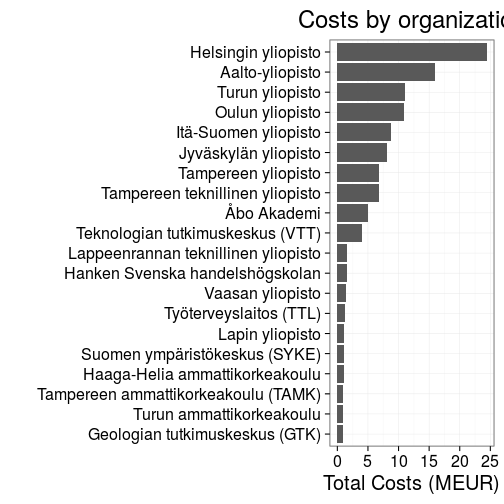 Costs by organizatio
Helsingin yliopisto
Aalto-yliopisto
Turun yliopisto
Oulun yliopisto
Itä-Suomen yliopisto
Jyväskylän yliopisto
Tampereen yliopisto
Tampereen teknillinen yliopisto
Åbo Akademi
Teknologian tutkimuskeskus (VTT)
Lappeenrannan teknillinen yliopisto
Hanken Svenska handelshögskolan
Vaasan yliopisto
Työterveyslaitos (TTL)
Lapin yliopisto
Suomen ympäristökeskus (SYKE)
Haaga-Helia ammattikorkeakoulu
Tampereen ammattikorkeakoulu (TAMK)
Turun ammattikorkeakoulu
Geologian tutkimuskeskus (GTK)
0 5 10 15 20 25
Total Costs (MEUR)